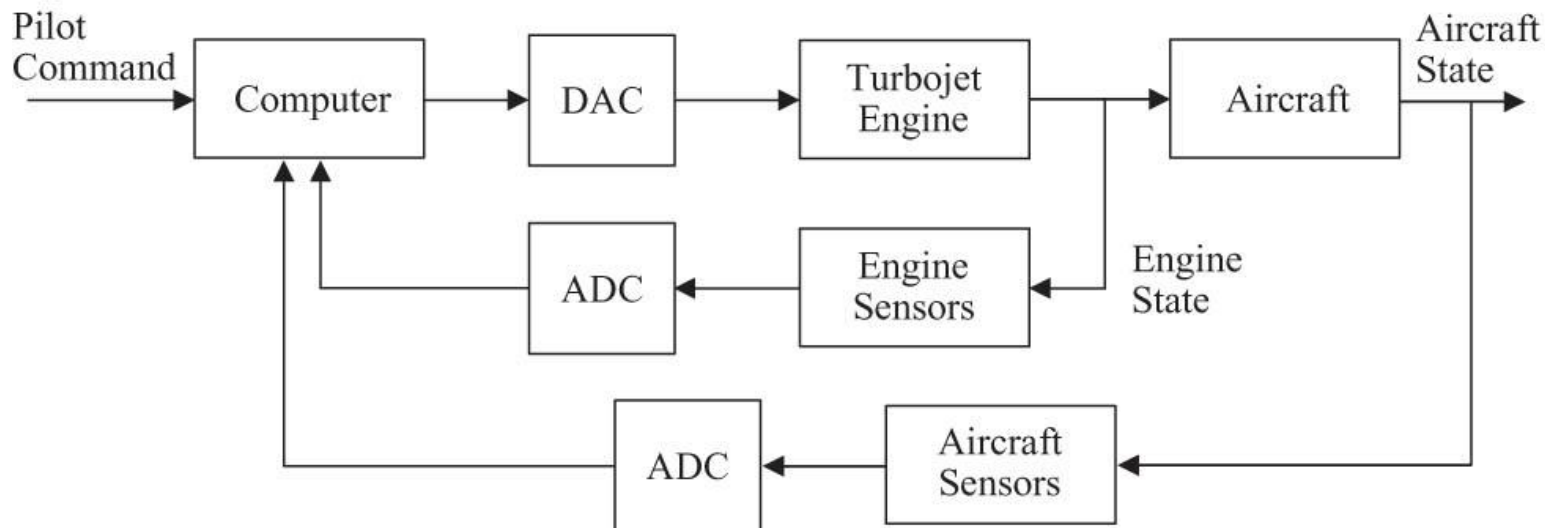 Pilot
Command
Computer
DAC
Turbojet
Engine
Aircraft
Aircraft
State
ADC
Engine
Sensors
Engine
State
ADC
Aircraft
Sensors